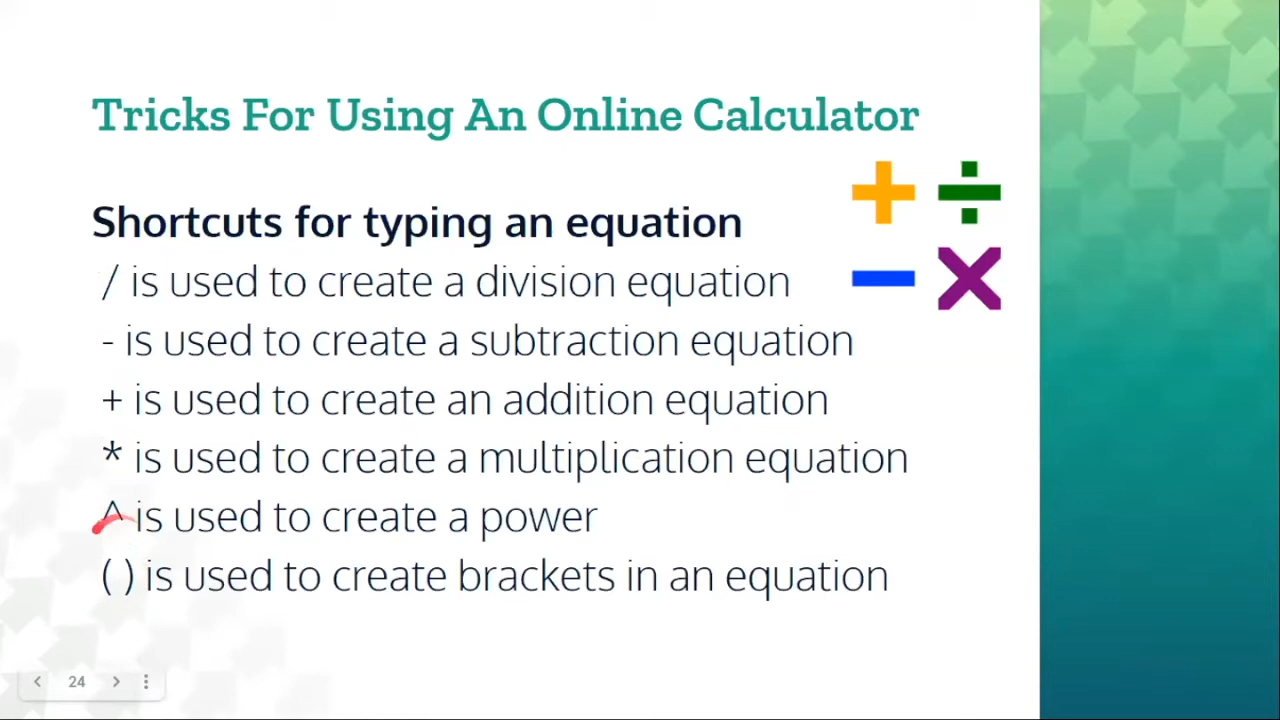 Tricks For Using An Online Calculator
Shortcuts for typing an equation
/ is used to create a division equation
- is used to create a subtraction equation
+ is used to create an addition equation
* is used to create a multiplication equation
^ is used to create a power
( ) is used to create brackets in an equation
24